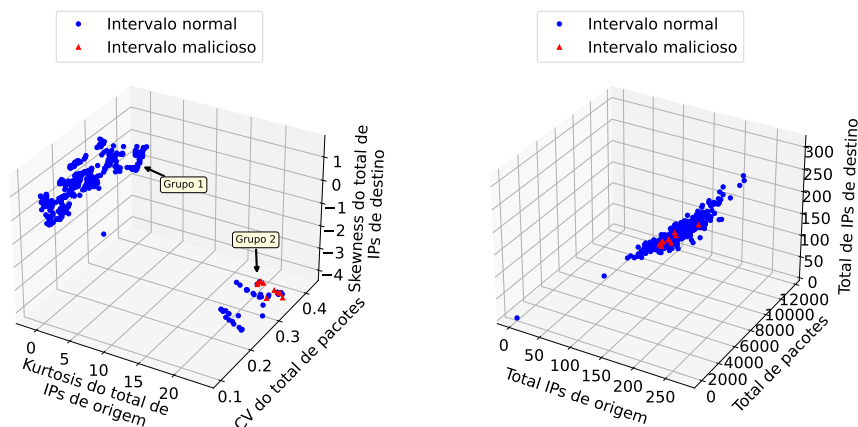 Intervalo normal
Intervalo malicioso
Grupo 1
Grupo 2
1
0
−1
−2
−3
−4
Skewness do total de
IPs de destino
0
5
10
15
20
Kurtosis do total de
IPs de origem
0.1
0.2
0.3
0.4
CV do total de pacotes
Intervalo normal
Intervalo malicioso
300
250
200
150
100
50
0
Total de IPs de destino
0
50
100
150
200
250
Total IPs de origem
0
2000
4000
6000
8000
10000
12000
Total de pacotes